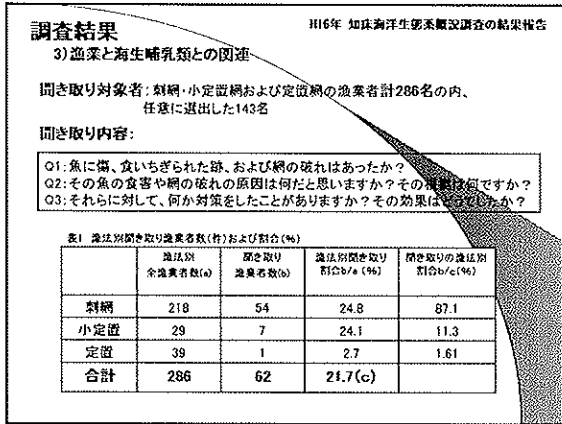 調査結果
H16年 知床海洋生態系概況調査の結果報告
3)漁業と海生哺乳類との関連
聞き取り対象者:刺網・小定置網および定置網の漁業者計286名の内、
任意に選出した143名
聞き取り内容:
Q1:魚に傷、食いちぎられた跡、および網の破れはあったか?
Q2:その魚の食害や網の破れの原因は何だと思いますか?その は何ですか?
Q3:それらに対して、何か対策をしたことがありますか?その効果はどうでしたか?
表1 漁法別聞き取り漁業者数(件)および割合(%)
漁法別 全漁業者数(a) 聞き取り 漁業者数(b) 漁法別聞き取り 割合b/a(%) 聞き取りの漁法別 割合b/c(%)
刺網 218 54 24.8 87.1
小定置 29 7 24.1 11.3
定置 39 1 2.7 1.61
合計 286 62 21.7(c)